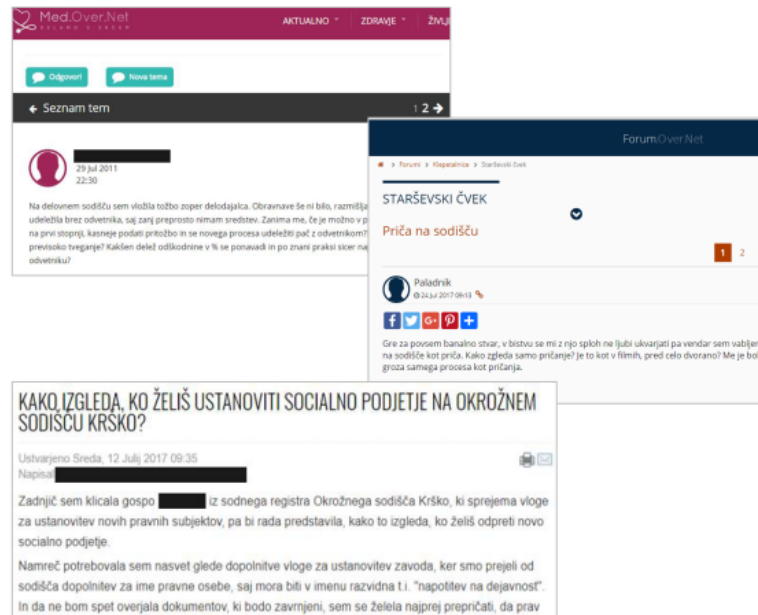 Med.Over.Net
DELAMO S SRCEM
AKTUALNO
ZDRAVJE
Odgovori
Nova tema
Seznam tem
1 2
29 Jul 2011
22:30
Na delovnem sodišču sem vložila tožbo zoper delodajalca. Obravnave še ni bilo,
udeležila brez odvetnika, saj zanj preprosto nimam sredstev. Zanima me, če je možno v
na prvi stopnji, kasneje podati pritožbo in se novega procesa udeležiti pač z odvetnikom?
previsoko tveganje? Kakšen delež odškodnine v % se ponavadi in po znani praksi sicer
odvetniku?
Forum.Over.Net
> Forumi > Klepetalnica > Starševski čvek
STARŠEVSKI ČVEK
Priča na sodišču
1 2
Paladnik
24 Jul 2017 09:13
Gre za povsem banalno stvar, v bistvu se mi z njo sploh ne ljubi ukvarjati pa vendar sem
na sodišče kot priča. Kako zgleda samo pričanje? Je to kot v filmih, pred celo dvorano? Me je
groza samega procesa kot pričanja.
KAKO IZGLEDA, KO ŽELIŠ USTANOVITI SOCIALNO PODJETJE NA OKROŽNEM
SODIŠČU KRŠKO?
Ustvarjeno Sreda, 12 Julij 2017 09:35
Napisal
Zadnjič sem klicala gospo iz sodnega registra Okrožnega sodišča Krško, ki sprejema vloge
za ustanovitev novih pravnih subjektov, pa bi rada predstavila, kako to izgleda, ko želiš odpreti novo
socialno podjetje.
Namreč potrebovala sem nasvet glede dopolnitve vloge za ustanovitev zavoda, ker smo prejeli od
sodišča dopolnitev za ime pravne osebe, saj mora biti v imenu razvidna t.i. "napotitev na dejavnost".
In da ne bom spet overjala dokumentov, ki bodo zavrnjeni, sem se želela najprej prepričati, da prav